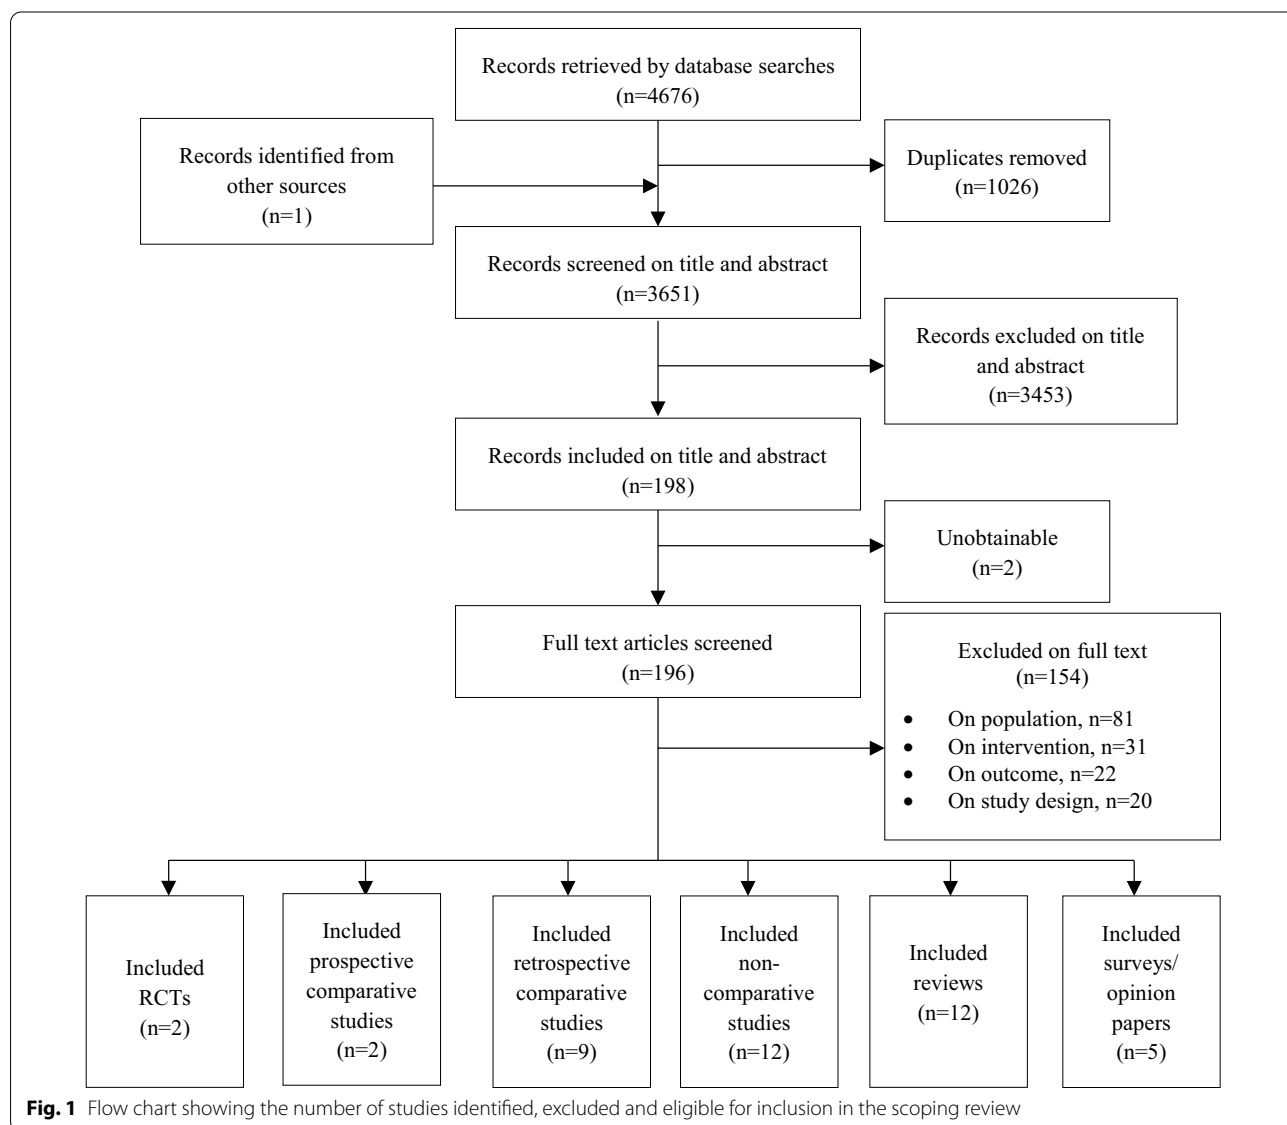 Records retrieved by database searches
(n=4676)
Records identified from
other sources
(n=1)
Duplicates removed
(n=1026)
Records screened on title and abstract
(n=3651)
Records excluded on title
and abstract
(n=3453)
Records included on title and abstract
(n=198)
Unobtainable
(n=2)
Full text articles screened
(n=196)
Excluded on full text
(n=154)
• On population, n=81
• On intervention, n=31
• On outcome, n=22
• On study design, n=20
Included
RCTs
(n=2)
Included
prospective
comparative
studies
(n=2)
Included
retrospective
comparative
studies
(n=9)
Included
non-
comparative
studies
(n=12)
Included
reviews
(n=12)
Included
surveys/
opinion
papers
(n=5)
Fig. 1 Flow chart showing the number of studies identified, excluded and eligible for inclusion in the scoping review